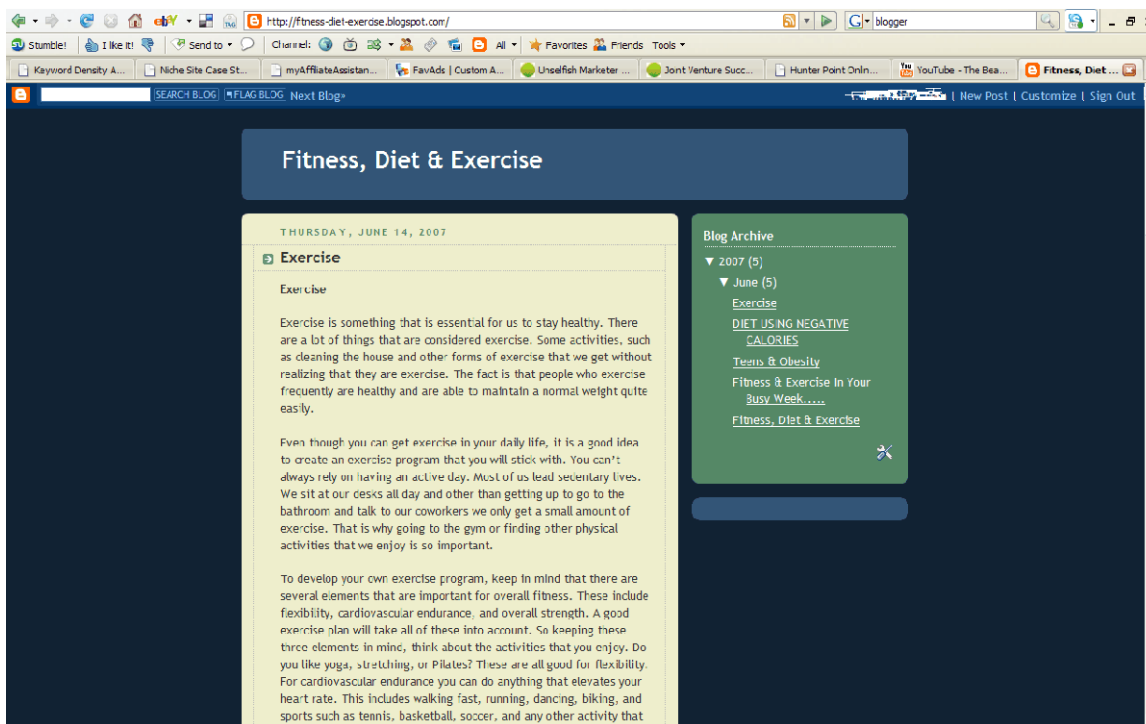 http://ftness-diet-exercise.blogspot.com/
G blogger
Stumble! I like it! Send to Channel: All Favorites Friends Tools
Kayword Density A... Niche Site Case St... myAffiliateAssistan... FavAds | Custom A... Unselfish Marketer ... Joint Venture Succ... Hunter Point Onlin... YouTube - The Bea... Fitness, Diet ...
SEARCH BLOG FLAG BLOG Next Blog» | New Post | Customize | Sign Out
Fitness, Diet & Exercise
THURSDAY, JUNE 14, 2007
Exercise
Exercise
Exercise is something that is essential for us to stay healthy. There
are a lot of things that are considered exercise. Some activities, such
as cleaning the house and other forms of exercise that we get without
realizing that they are exercise. The fact is that people who exercise
frequently are healthy and are able to maintain a normal weight quite
easily.
Even though you can get exercise in your daily life, it is a good idea
to create an exercise program that you will stick with. You can't
always rely on having an active day. Most of us lead sedentary lives.
We sit at our desks all day and other than getting up to go to the
bathroom and talk to our coworkers we only get a small amount of
exercise. That is why going to the gym or finding other physical
activities that we enjoy is so important.
To develop your own exercise program, keep in mind that there are
several elements that are important for overall fitness. These include
flexibility, cardiovascular endurance, and overall strength. A good
exercise plan will take all of these into account. So keeping these
three elements in mind, think about the activities that you enjoy. Do
you like yoga, stretching, or Pilates? These are all good for flexibility.
For cardiovascular endurance you can do anything that elevates your
heart rate. This includes walking fast, running, dancing, biking, and
sports such as tennis, basketball, soccer, and any other activity that
Blog Archive
▼ 2007 (5)
▼ June (5)
Exercise
DIET USING NEGATIVE
CALORIES
Teens & Obesity
Fitness & Exercise In Your
Busy Week.....
Fitness, Diet & Exercise